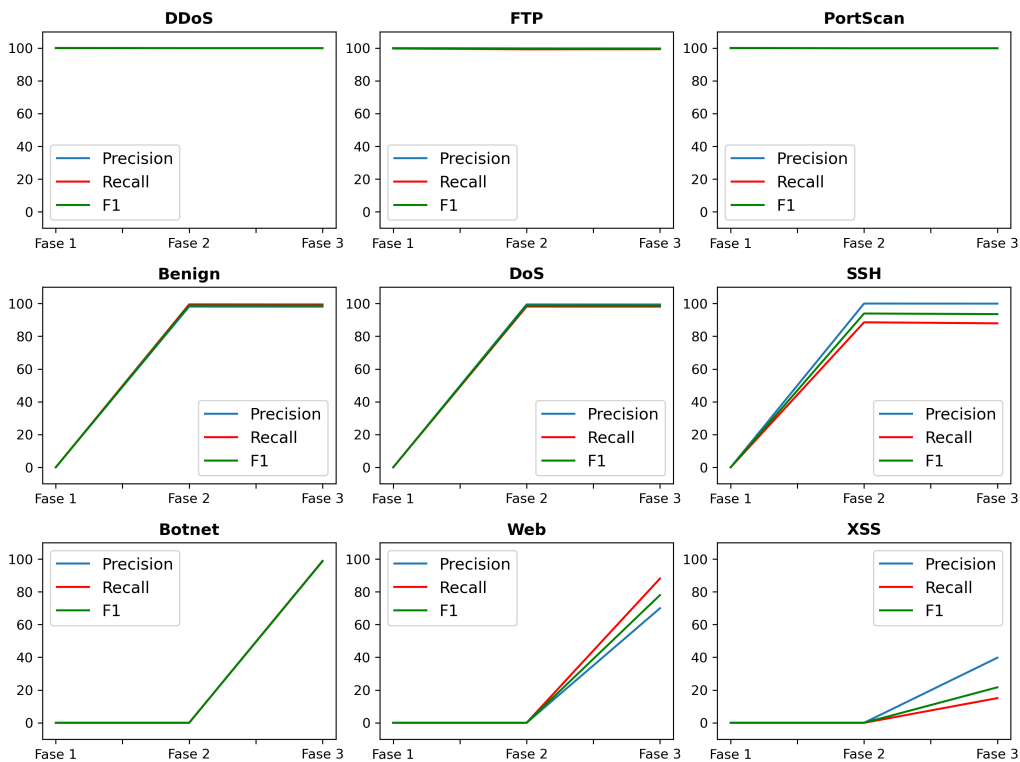 DDoS
100
80
60
40
20
0
Precision
Recall
F1
Fase 1 Fase 2 Fase 3
FTP
100
80
60
40
20
0
Precision
Recall
F1
Fase 1 Fase 2 Fase 3
PortScan
100
80
60
40
20
0
Precision
Recall
F1
Fase 1 Fase 2 Fase 3
Benign
100
80
60
40
20
0
Precision
Recall
F1
Fase 1 Fase 2 Fase 3
DoS
100
80
60
40
20
0
Precision
Recall
F1
Fase 1 Fase 2 Fase 3
SSH
100
80
60
40
20
0
Precision
Recall
F1
Fase 1 Fase 2 Fase 3
Botnet
100
80
60
40
20
0
Precision
Recall
F1
Fase 1 Fase 2 Fase 3
Web
100
80
60
40
20
0
Precision
Recall
F1
Fase 1 Fase 2 Fase 3
XSS
100
80
60
40
20
0
Precision
Recall
F1
Fase 1 Fase 2 Fase 3